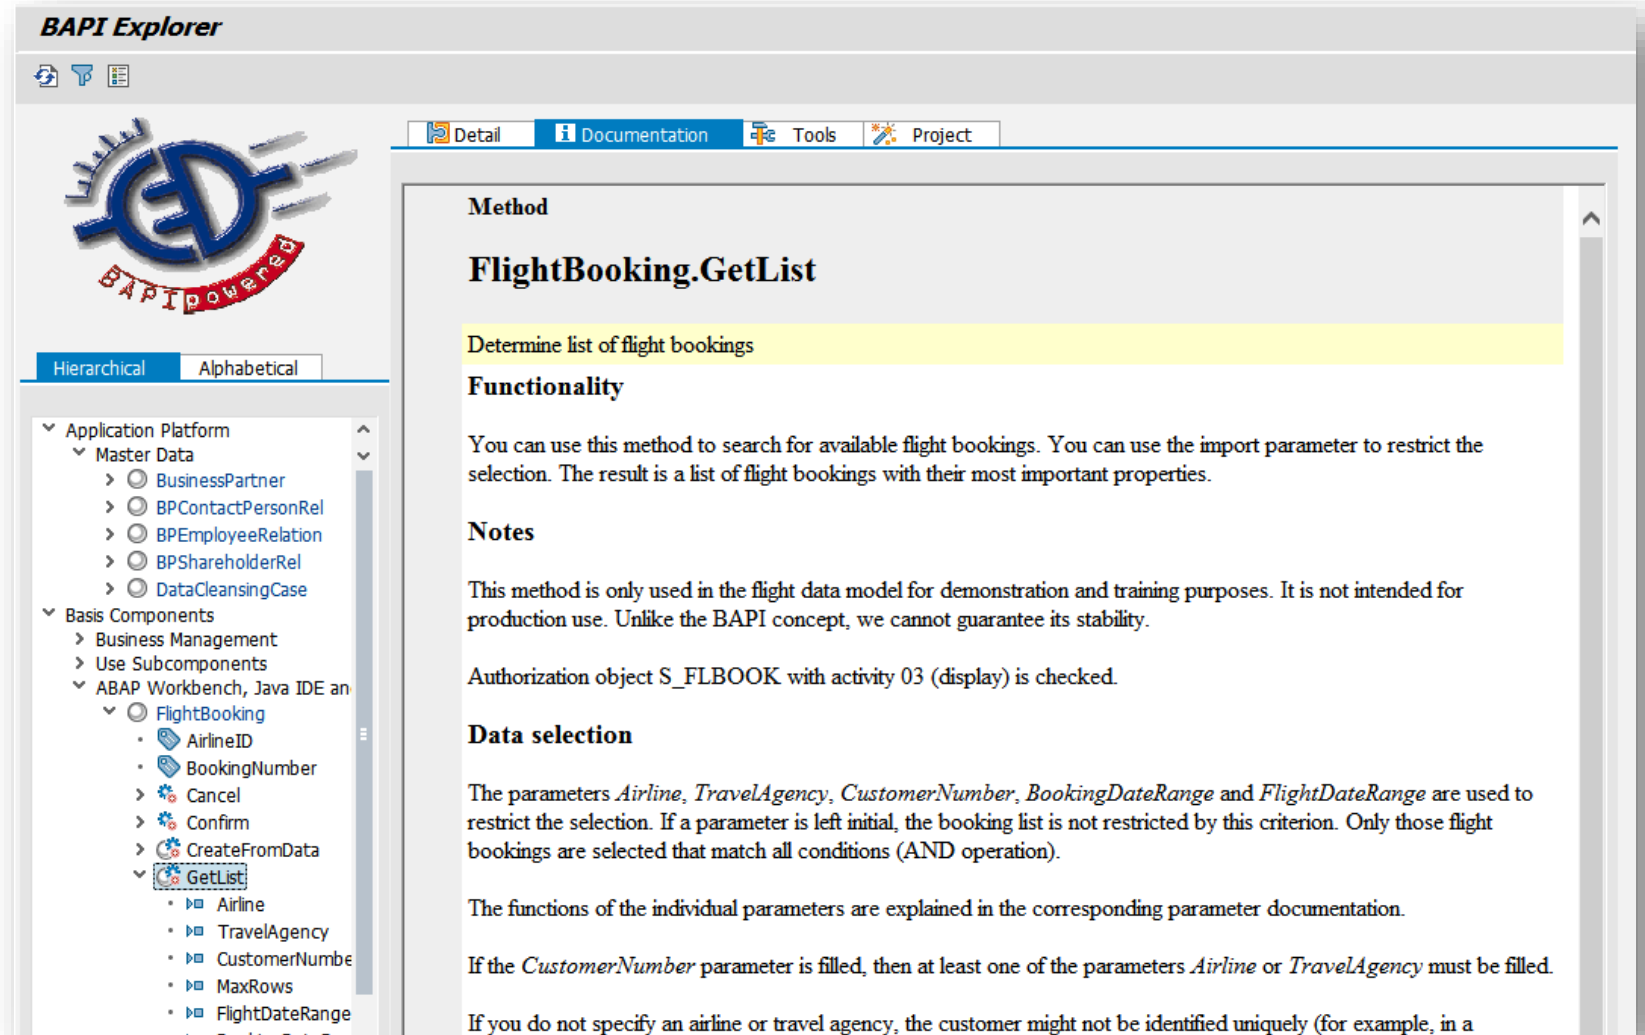 BAPI Explorer
BAPI powered
Detail
Documentation
Tools
Project
Hierarchical
Alphabetical
Application Platform
Master Data
BusinessPartner
BPContactPersonRel
BPEmployeeRelation
BPShareholderRel
DataCleansingCase
Basis Components
Business Management
Use Subcomponents
ABAP Workbench, Java IDE an
FlightBooking
AirlineID
BookingNumber
Cancel
Confirm
CreateFromData
GetList
Airline
TravelAgency
CustomerNumbe
MaxRows
FlightDateRange
Method
FlightBooking.GetList
Determine list of flight bookings
Functionality
You can use this method to search for available flight bookings. You can use the import parameter to restrict the
selection. The result is a list of flight bookings with their most important properties.
Notes
This method is only used in the flight data model for demonstration and training purposes. It is not intended for
production use. Unlike the BAPI concept, we cannot guarantee its stability.
Authorization object S_FLBOOK with activity 03 (display) is checked.
Data selection
The parameters Airline, TravelAgency, CustomerNumber, BookingDateRange and FlightDateRange are used to
restrict the selection. If a parameter is left initial, the booking list is not restricted by this criterion. Only those flight
bookings are selected that match all conditions (AND operation).
The functions of the individual parameters are explained in the corresponding parameter documentation.
If the CustomerNumber parameter is filled, then at least one of the parameters Airline or TravelAgency must be filled.
If you do not specify an airline or travel agency, the customer might not be identified uniquely (for example, in a